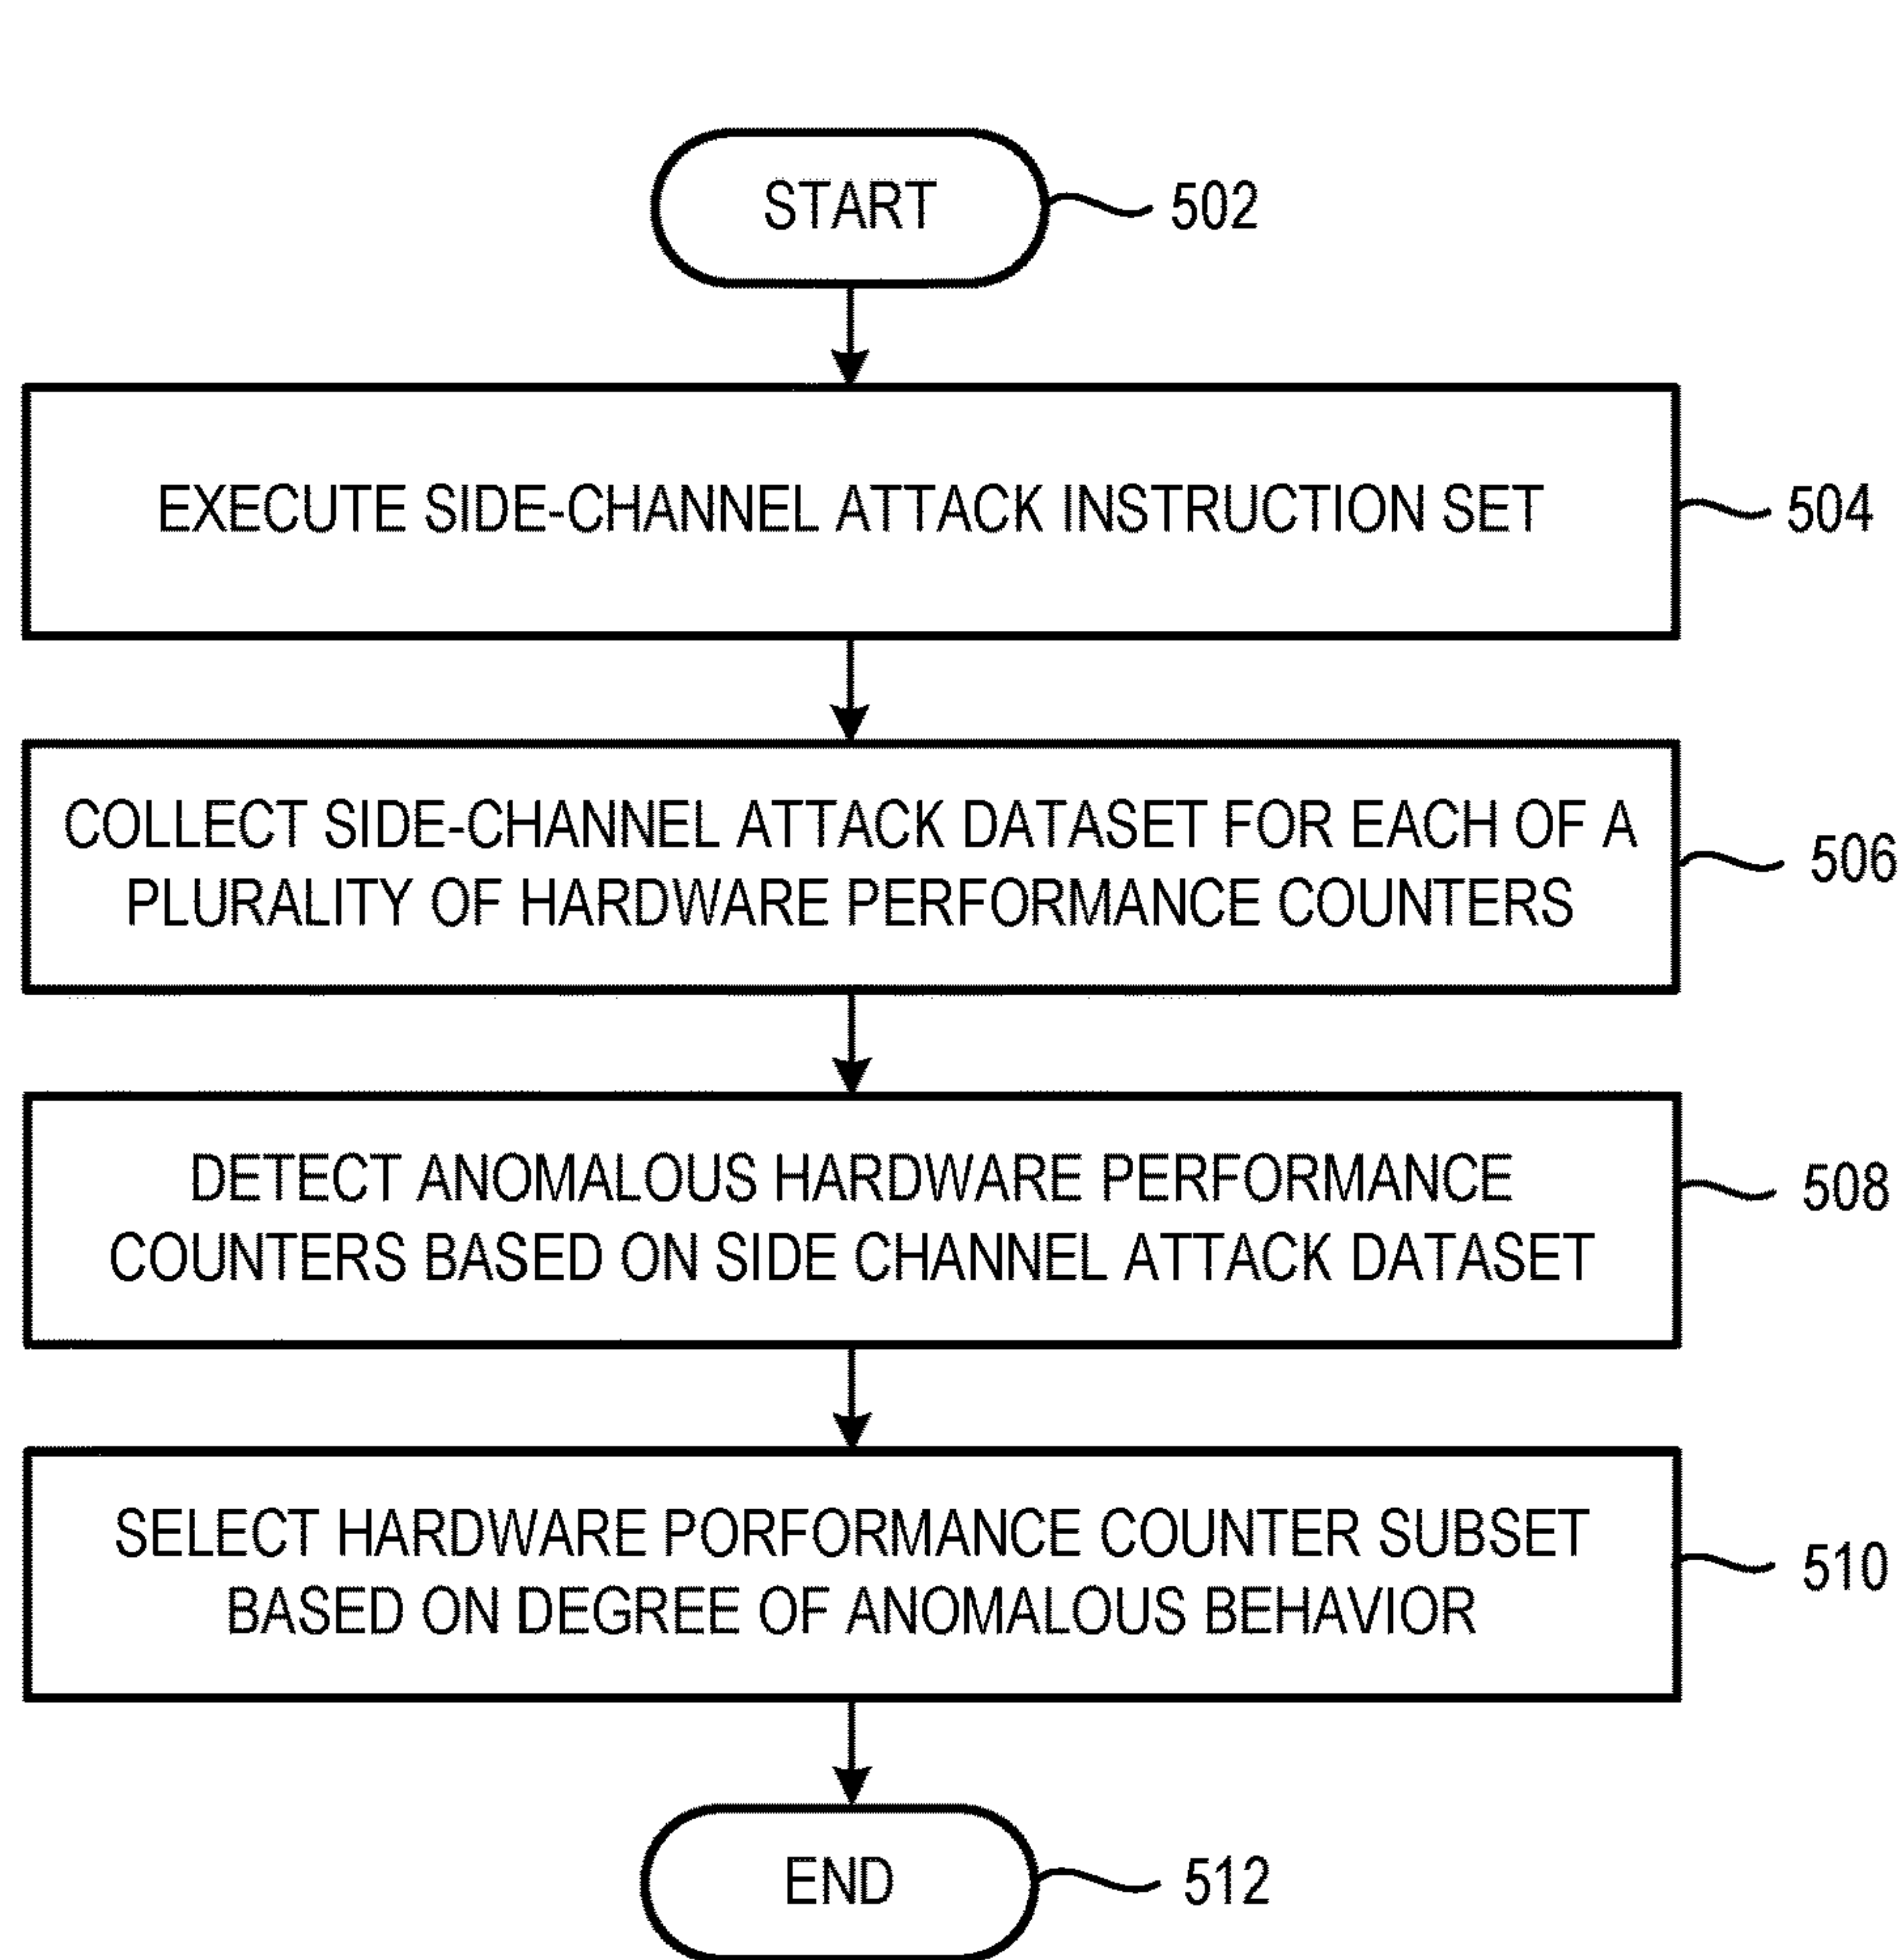 START
502
EXECUTE SIDE-CHANNEL ATTACK INSTRUCTION SET
504
COLLECT SIDE-CHANNEL ATTACK DATASET FOR EACH OF A
PLURALITY OF HARDWARE PERFORMANCE COUNTERS
506
DETECT ANOMALOUS HARDWARE PERFORMANCE
COUNTERS BASED ON SIDE CHANNEL ATTACK DATASET
508
SELECT HARDWARE PORFORMANCE COUNTER SUBSET
BASED ON DEGREE OF ANOMALOUS BEHAVIOR
510
END
512